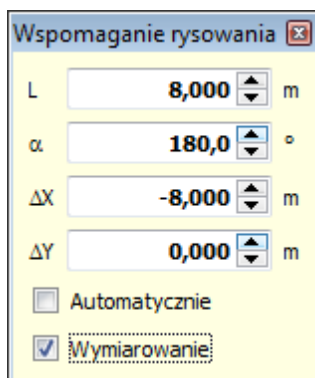 Wspomaganie rysowania
L 8,000 m
α 180,0 °
ΔX -8,000 m
ΔY 0,000 m
Automatycznie
Wymiarowanie